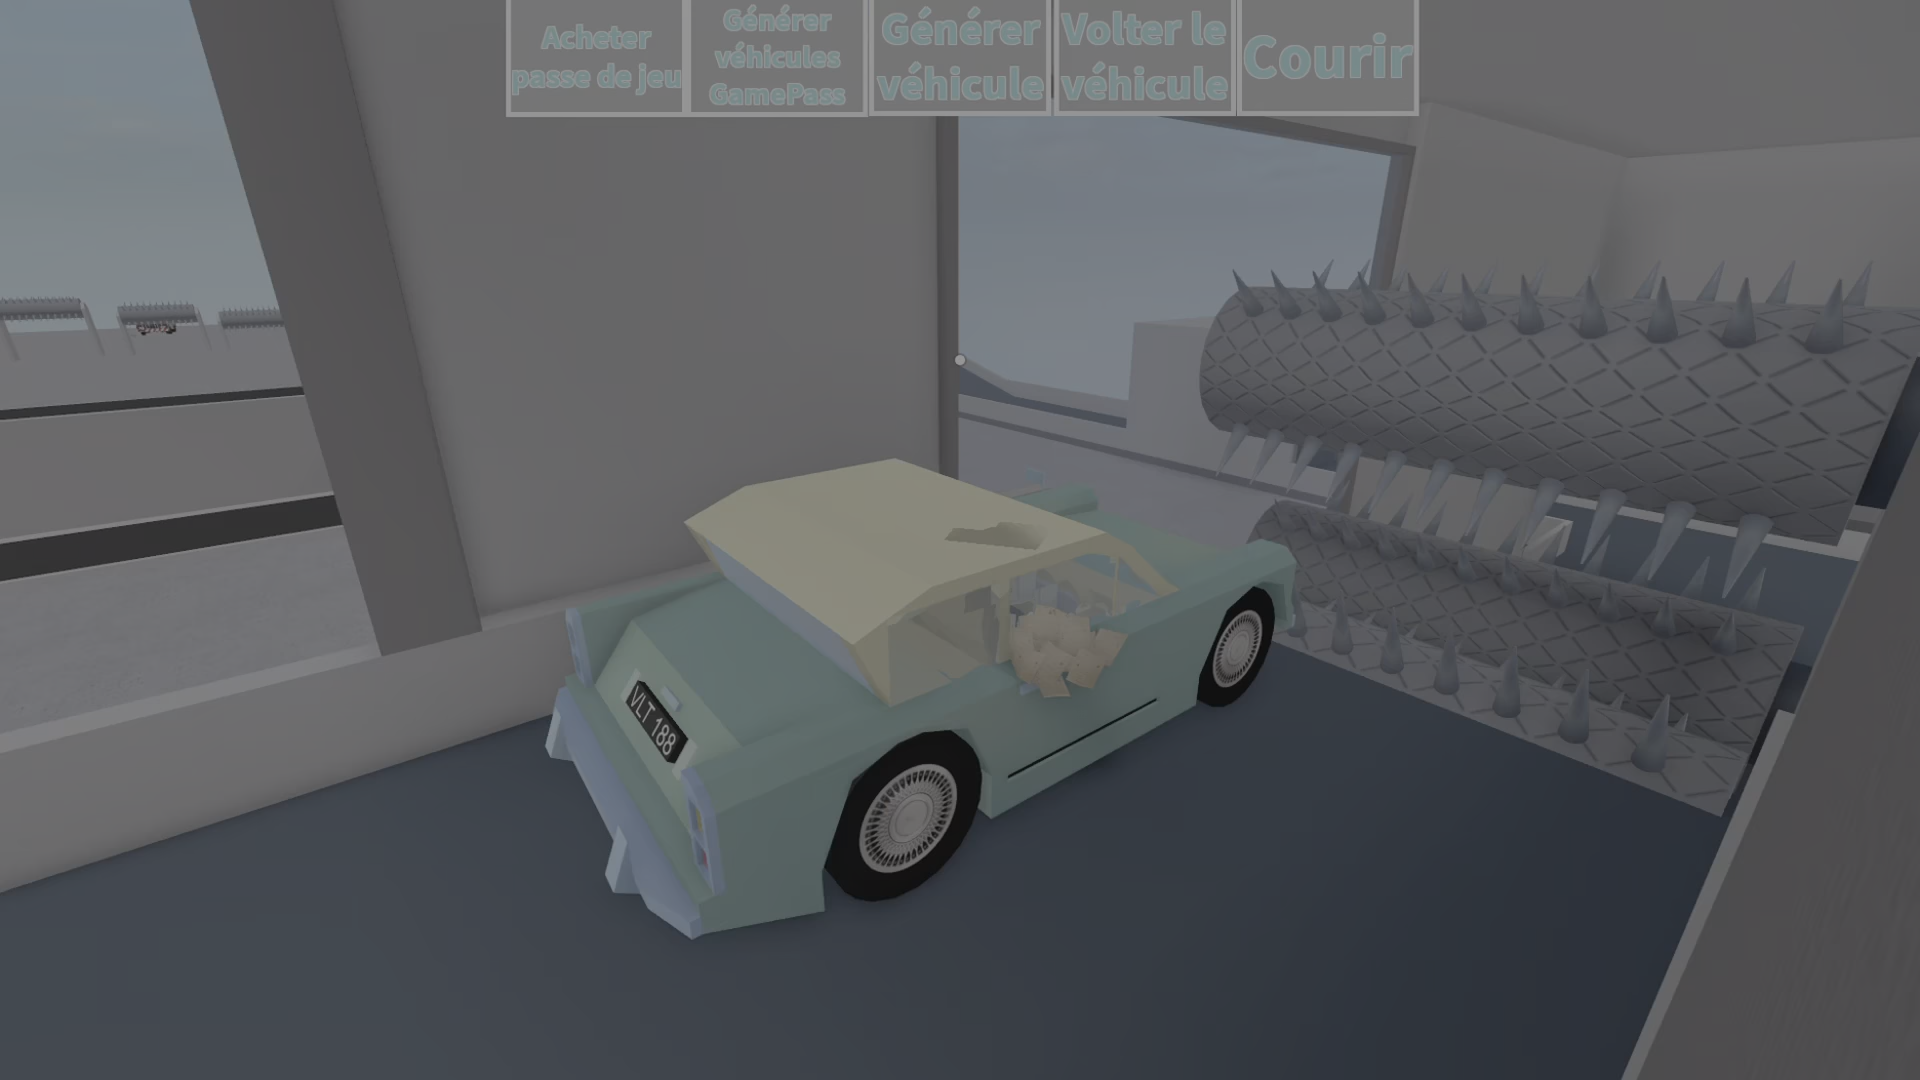 Acheter
passe de jeu
Générer
véhicules
GamePass
Générer
véhicule
Volter le
véhicule
Courir
VLT 188